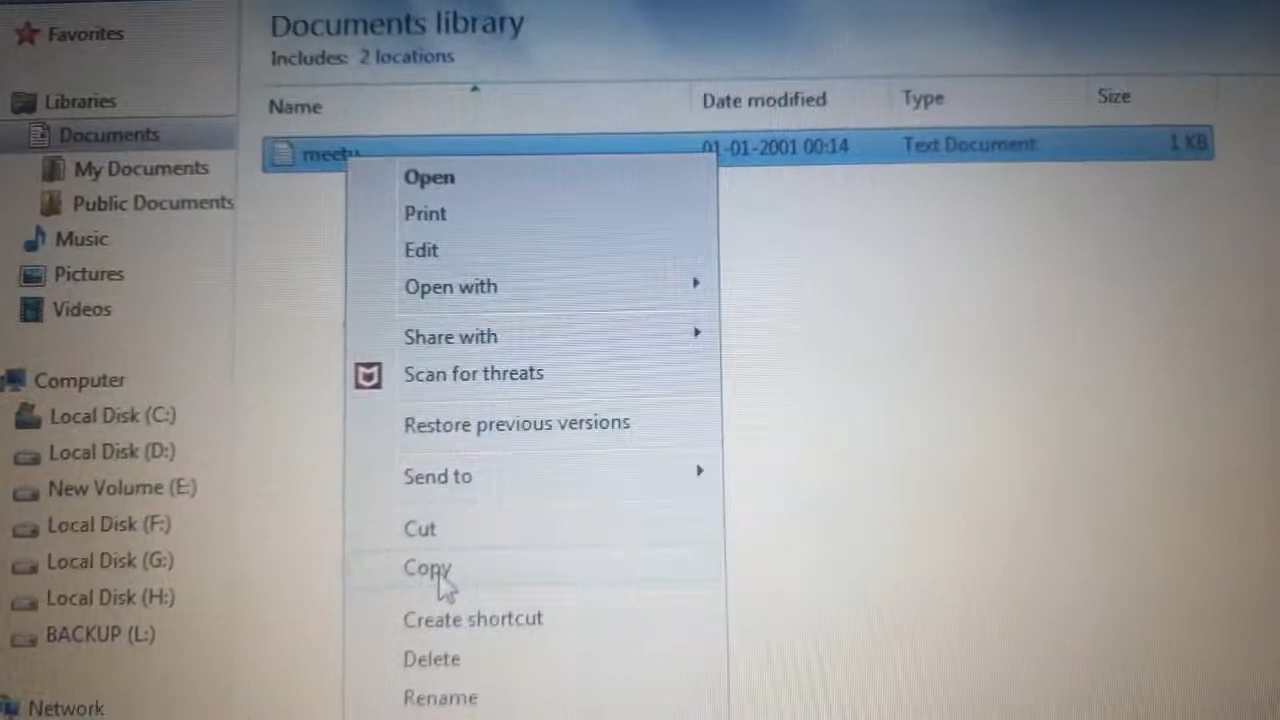 Favorites
Libraries
Documents
My Documents
Public Documents
Music
Pictures
Videos
Computer
Local Disk (C:)
Local Disk (D:)
New Volume (E:)
Local Disk (F:)
Local Disk (G:)
Local Disk (H:)
BACKUP (L:)
Network
Documents library
Includes: 2 locations
Name Date modified Type Size
01-01-2001 00:14 Text Document 1 KB
Open
Print
Edit
Open with
Share with
Scan for threats
Restore previous versions
Send to
Cut
Copy
Create shortcut
Delete
Rename